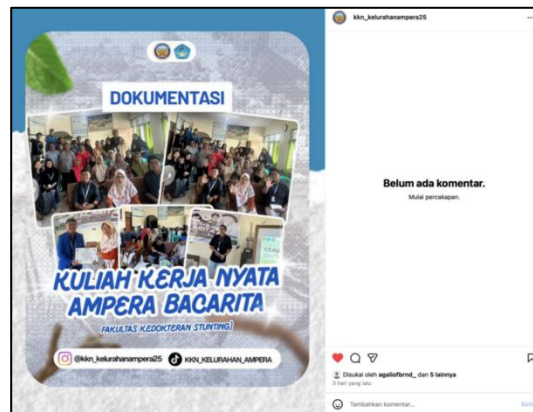 DOKUMENTASI
KULIAH KERJA NYATA
AMPERA BACARITA
FAKULTAS KEDOKTERAN STUNTING)
@kkn_kelurahanampera25
KKN_KELURAHAN_AMPERA
kkn_kelurahanampera25
Belum ada komentar.
Mulai percakapan.
Disukai oleh agallofbrnd_ dan 5 lainnya
3 hari yang lalu
Tambahkan komentar...